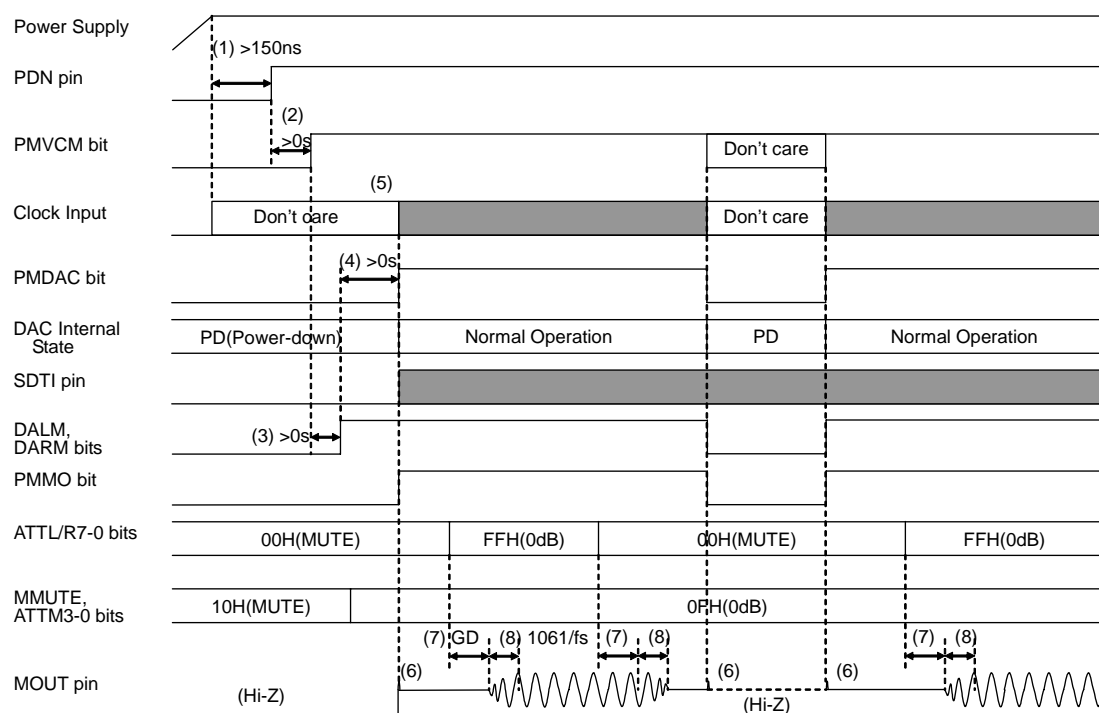 Power Supply
(1) >150ns
PDN pin
(2)
PMVCM bit
>0s
Don't care
(5)
Clock Input
Don't care
Don't care
(4) >0s
PMDAC bit
DAC Internal
State
PD(Power-down)
Normal Operation
PD
Normal Operation
SDTI pin
DALM,
DARM bits
(3) >0s
PMMO bit
ATTL/R7-0 bits
00H(MUTE)
FFH(0dB)
00H(MUTE)
FFH(0dB)
MMUTE,
ATTM3-0 bits
10H(MUTE)
0FH(0dB)
(7) GD
(8)
1061/fs
(7)
(8)
(7)
(8)
MOUT pin
(Hi-Z)
(6)
(6)
(Hi-Z)
(6)